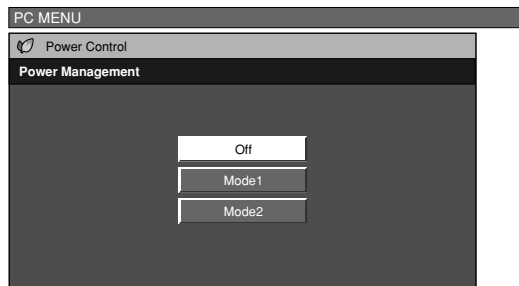 PC MENU
Power Control
Power Management
Off
Mode1
Mode2